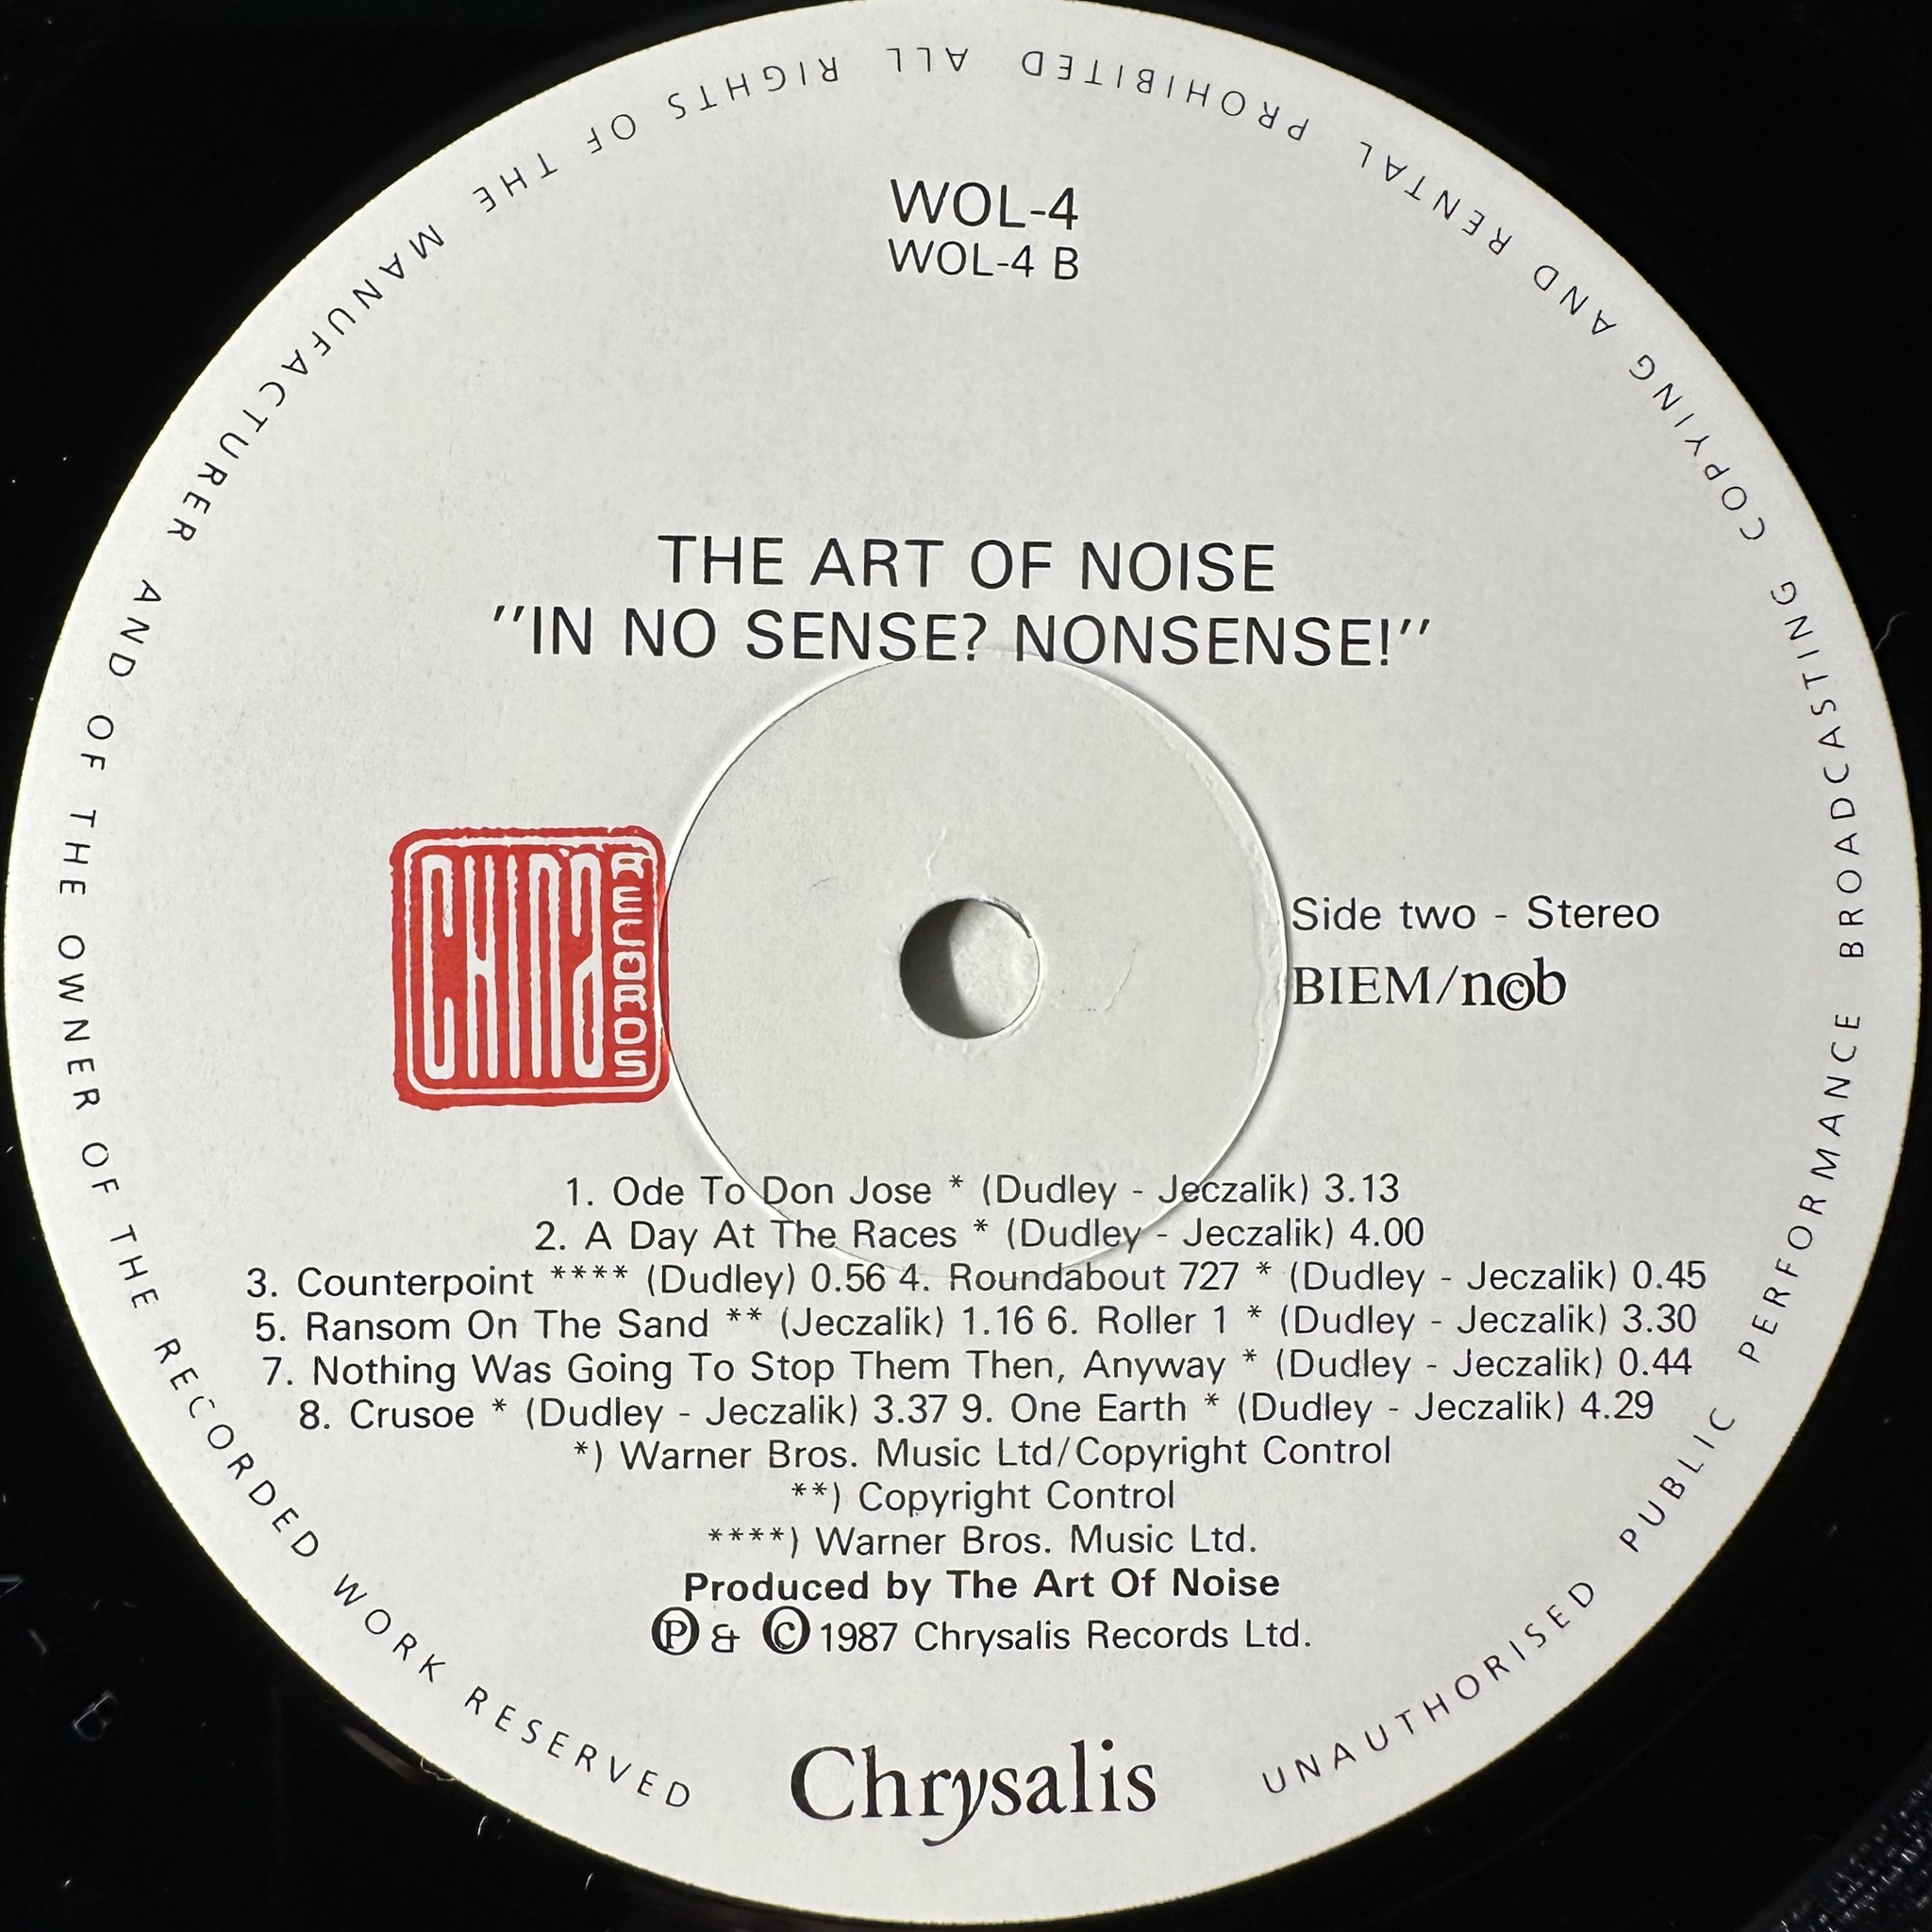 WOL-4
WOL-4 B
THE ART OF NOISE
"IN NO SENSE? NONSENSE!"
CHINA RECORDS
Side two - Stereo
BIEM/n©b
1. Ode To Don Jose * (Dudley - Jeczalik) 3.13
2. A Day At The Races * (Dudley - Jeczalik) 4.00
3. Counterpoint **** (Dudley) 0.56 4. Roundabout 727 * (Dudley - Jeczalik) 0.45
5. Ransom On The Sand ** (Jeczalik) 1.16 6. Roller 1 * (Dudley - Jeczalik) 3.30
7. Nothing Was Going To Stop Them Then, Anyway * (Dudley - Jeczalik) 0.44
8. Crusoe * (Dudley - Jeczalik) 3.37 9. One Earth * (Dudley - Jeczalik) 4.29
*) Warner Bros. Music Ltd/Copyright Control
**) Copyright Control
****) Warner Bros. Music Ltd.
Produced by The Art Of Noise
Ⓟ & © 1987 Chrysalis Records Ltd.
Chrysalis
UNAUTHORISED PUBLIC PERFORMANCE BROADCASTING COPYING AND RENTAL PROHIBITED ALL RIGHTS OF THE MANUFACTURER AND OF THE OWNER OF THE RECORDED WORK RESERVED